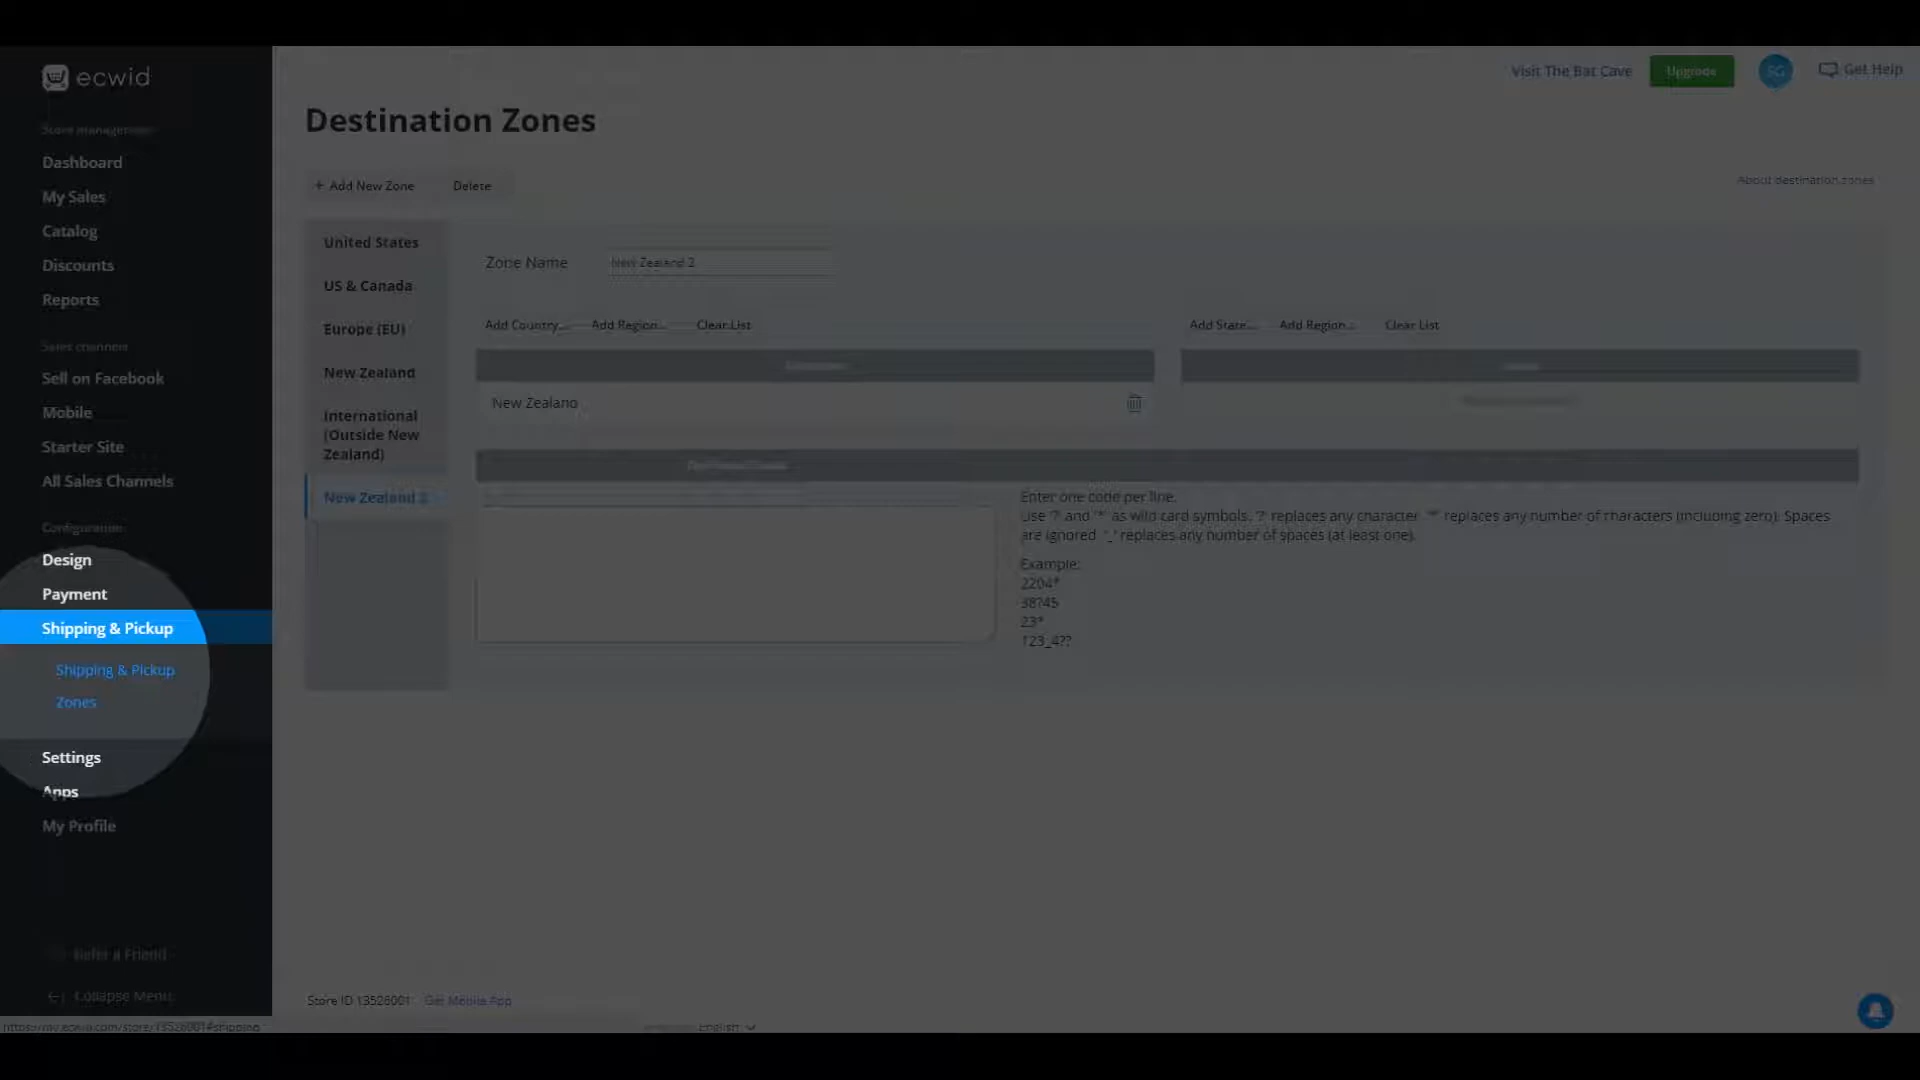 ecwid
Visit The Bat Cave
Upgrade
SG
Get Help
Destination Zones
Store management
Dashboard
My Sales
Catalog
Discounts
Reports
Sales channels
Sell on Facebook
Mobile
Starter Site
All Sales Channels
Configuration
Design
Payment
Shipping & Pickup
Shipping & Pickup
Zones
Settings
Apps
My Profile
Refer a Friend
Collapse Menu
+ Add New Zone
Delete
About destination zones
United States
US & Canada
Europe (EU)
New Zealand
International
(Outside New
Zealand)
New Zealand 2
Zone Name
New Zealand 2
Add Country...
Add Region...
Clear List
Add State...
Add Region...
Clear List
New Zealand
Enter one code per line.
Use '?' and '*' as wild card symbols. '?' replaces any character. '*' replaces any number of characters (including zero). Spaces
are ignored. '_' replaces any number of spaces (at least one).
Example:
2204*
38?45
23*
123_4??
Store ID 13526001
Get Mobile App
https://my.ecwid.com/store/13526001#shipping
English